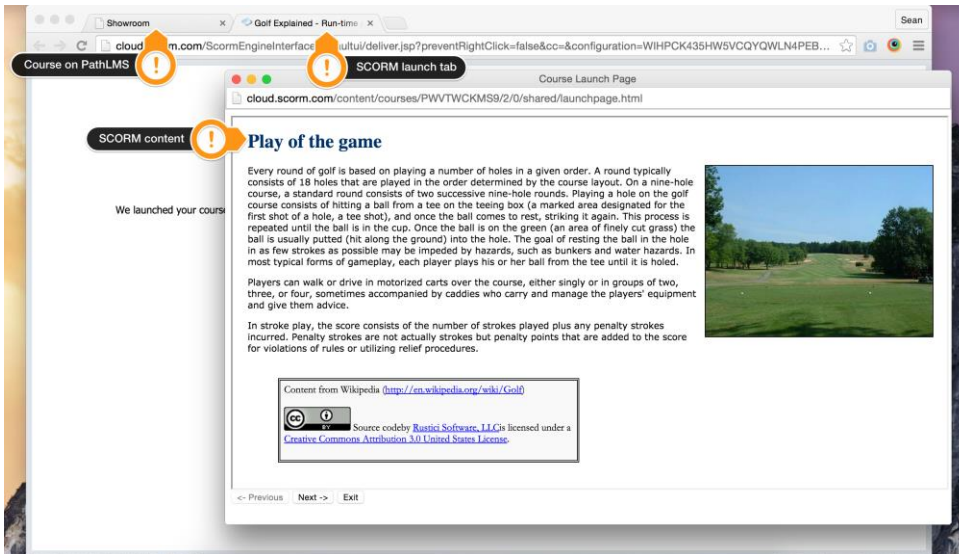 Showroom
Golf Explained - Run-time
Sean
cloud.scorm.com/content/courses/PWVTWCKMS9/2/0/shared/launchpage.html
Course on PathLMS
SCORM launch tab
Course Launch Page
SCORM content
We launched your course
Play of the game
Every round of golf is based on playing a number of holes in a given order. A round typically
consists of 18 holes that are played in the order determined by the course layout. On a nine-hole
course, a standard round consists of two successive nine-hole rounds. Playing a hole on the golf
course consists of hitting a ball from a tee on the teeing box (a marked area designated for the
first shot of a hole, a tee shot), and once the ball comes to rest, striking it again. This process is
repeated until the ball is in the cup. Once the ball is on the green (an area of finely cut grass) the
ball is usually putted (hit along the ground) into the hole. The goal of resting the ball in the hole
in as few strokes as possible may be impeded by hazards, such as bunkers and water hazards. In
most typical forms of gameplay, each player plays his or her ball from the tee until it is holed.
Players can walk or drive in motorized carts over the course, either singly or in groups of two,
three, or four, sometimes accompanied by caddies who carry and manage the players' equipment
and give them advice.
In stroke play, the score consists of the number of strokes played plus any penalty strokes
incurred. Penalty strokes are not actually strokes but penalty points that are added to the score
for violations of rules or utilizing relief procedures.
Content from Wikipedia (http://en.wikipedia.org/wiki/Golf)
cc BY Source codeby Rustici Software, LLCis licensed under a
Creative Commons Attribution 3.0 United States License.
<- Previous Next -> Exit